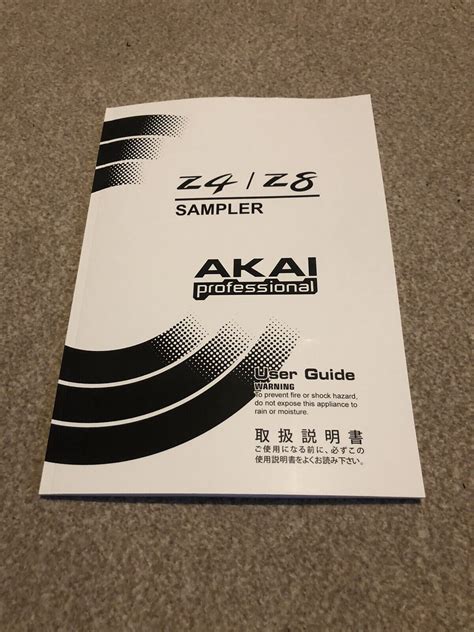 Z4 | Z8
SAMPLER
AKAI
professional
User Guide
WARNING
To prevent fire or shock hazard,
do not expose this appliance to
rain or moisture.
取扱説明書
ご使用になる前に、必ずこの
使用説明書をよくお読み下さい。